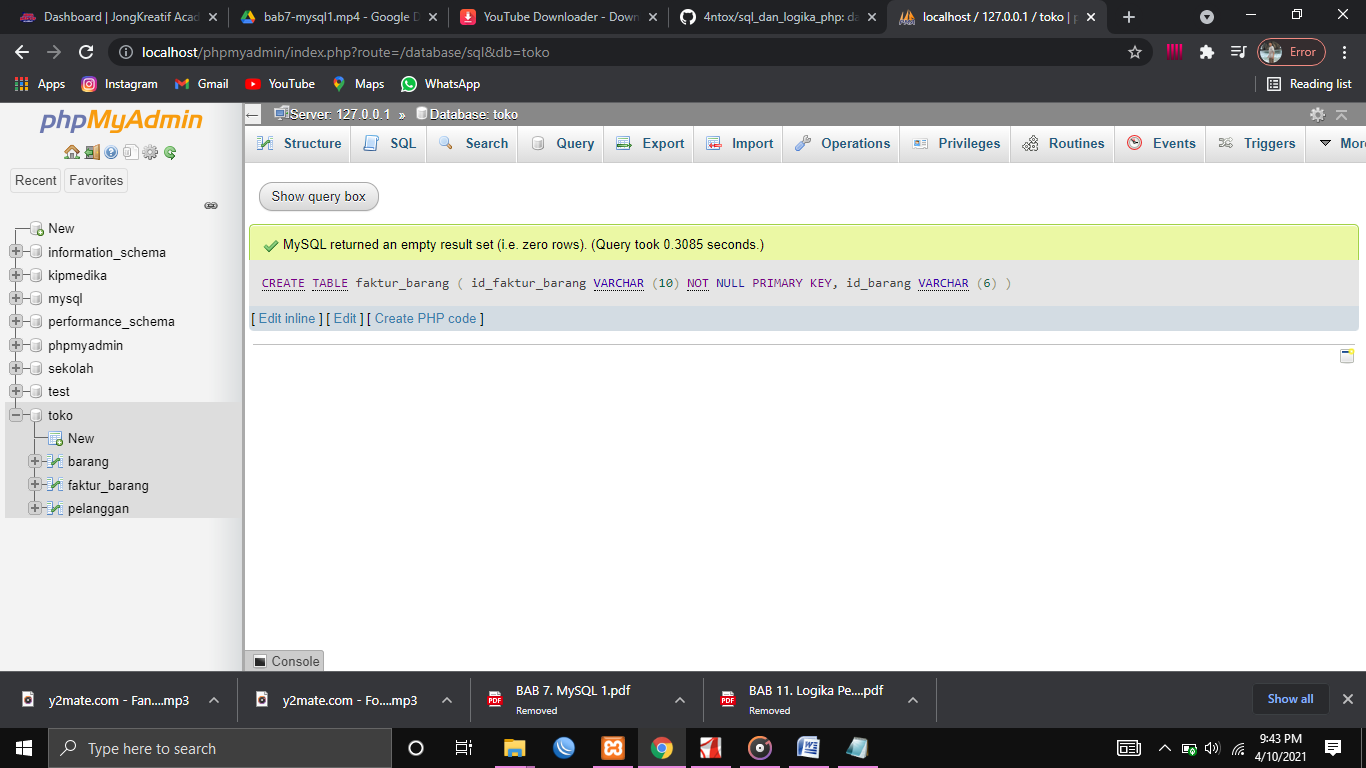 Dashboard | JongKreatif Acad
bab7-mysql1.mp4 - Google D
YouTube Downloader - Down
4ntox/sql_dan_logika_php: da
localhost / 127.0.0.1 / toko | p
localhost/phpmyadmin/index.php?route=/database/sql&db=toko
Error
Apps
Instagram
Gmail
YouTube
Maps
WhatsApp
Reading list
phpMyAdmin
Recent
Favorites
New
information_schema
kipmedika
mysql
performance_schema
phpmyadmin
sekolah
test
toko
New
barang
faktur_barang
pelanggan
Server: 127.0.0.1 » Database: toko
Structure
SQL
Search
Query
Export
Import
Operations
Privileges
Routines
Events
Triggers
More
Show query box
MySQL returned an empty result set (i.e. zero rows). (Query took 0.3085 seconds.)
CREATE TABLE faktur_barang ( id_faktur_barang VARCHAR (10) NOT NULL PRIMARY KEY, id_barang VARCHAR (6) )
[ Edit inline ] [ Edit ] [ Create PHP code ]
Console
y2mate.com - Fan....mp3
y2mate.com - Fo....mp3
BAB 7. MySQL 1.pdf
Removed
BAB 11. Logika Pe....pdf
Removed
Show all
Type here to search
9:43 PM
4/10/2021